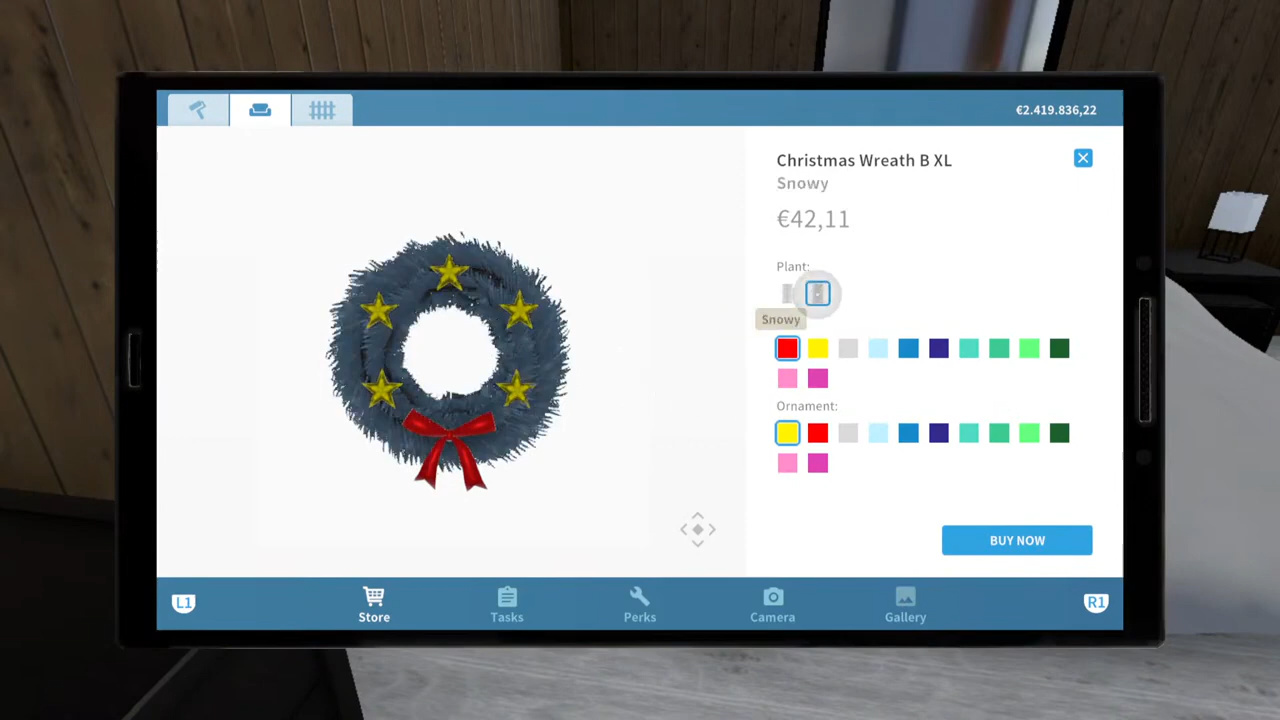 €2.419.836,22
Christmas Wreath B XL
Snowy
€42,11
Plant:
Snowy
Ornament:
BUY NOW
L1
Store
Tasks
Perks
Camera
Gallery
R1